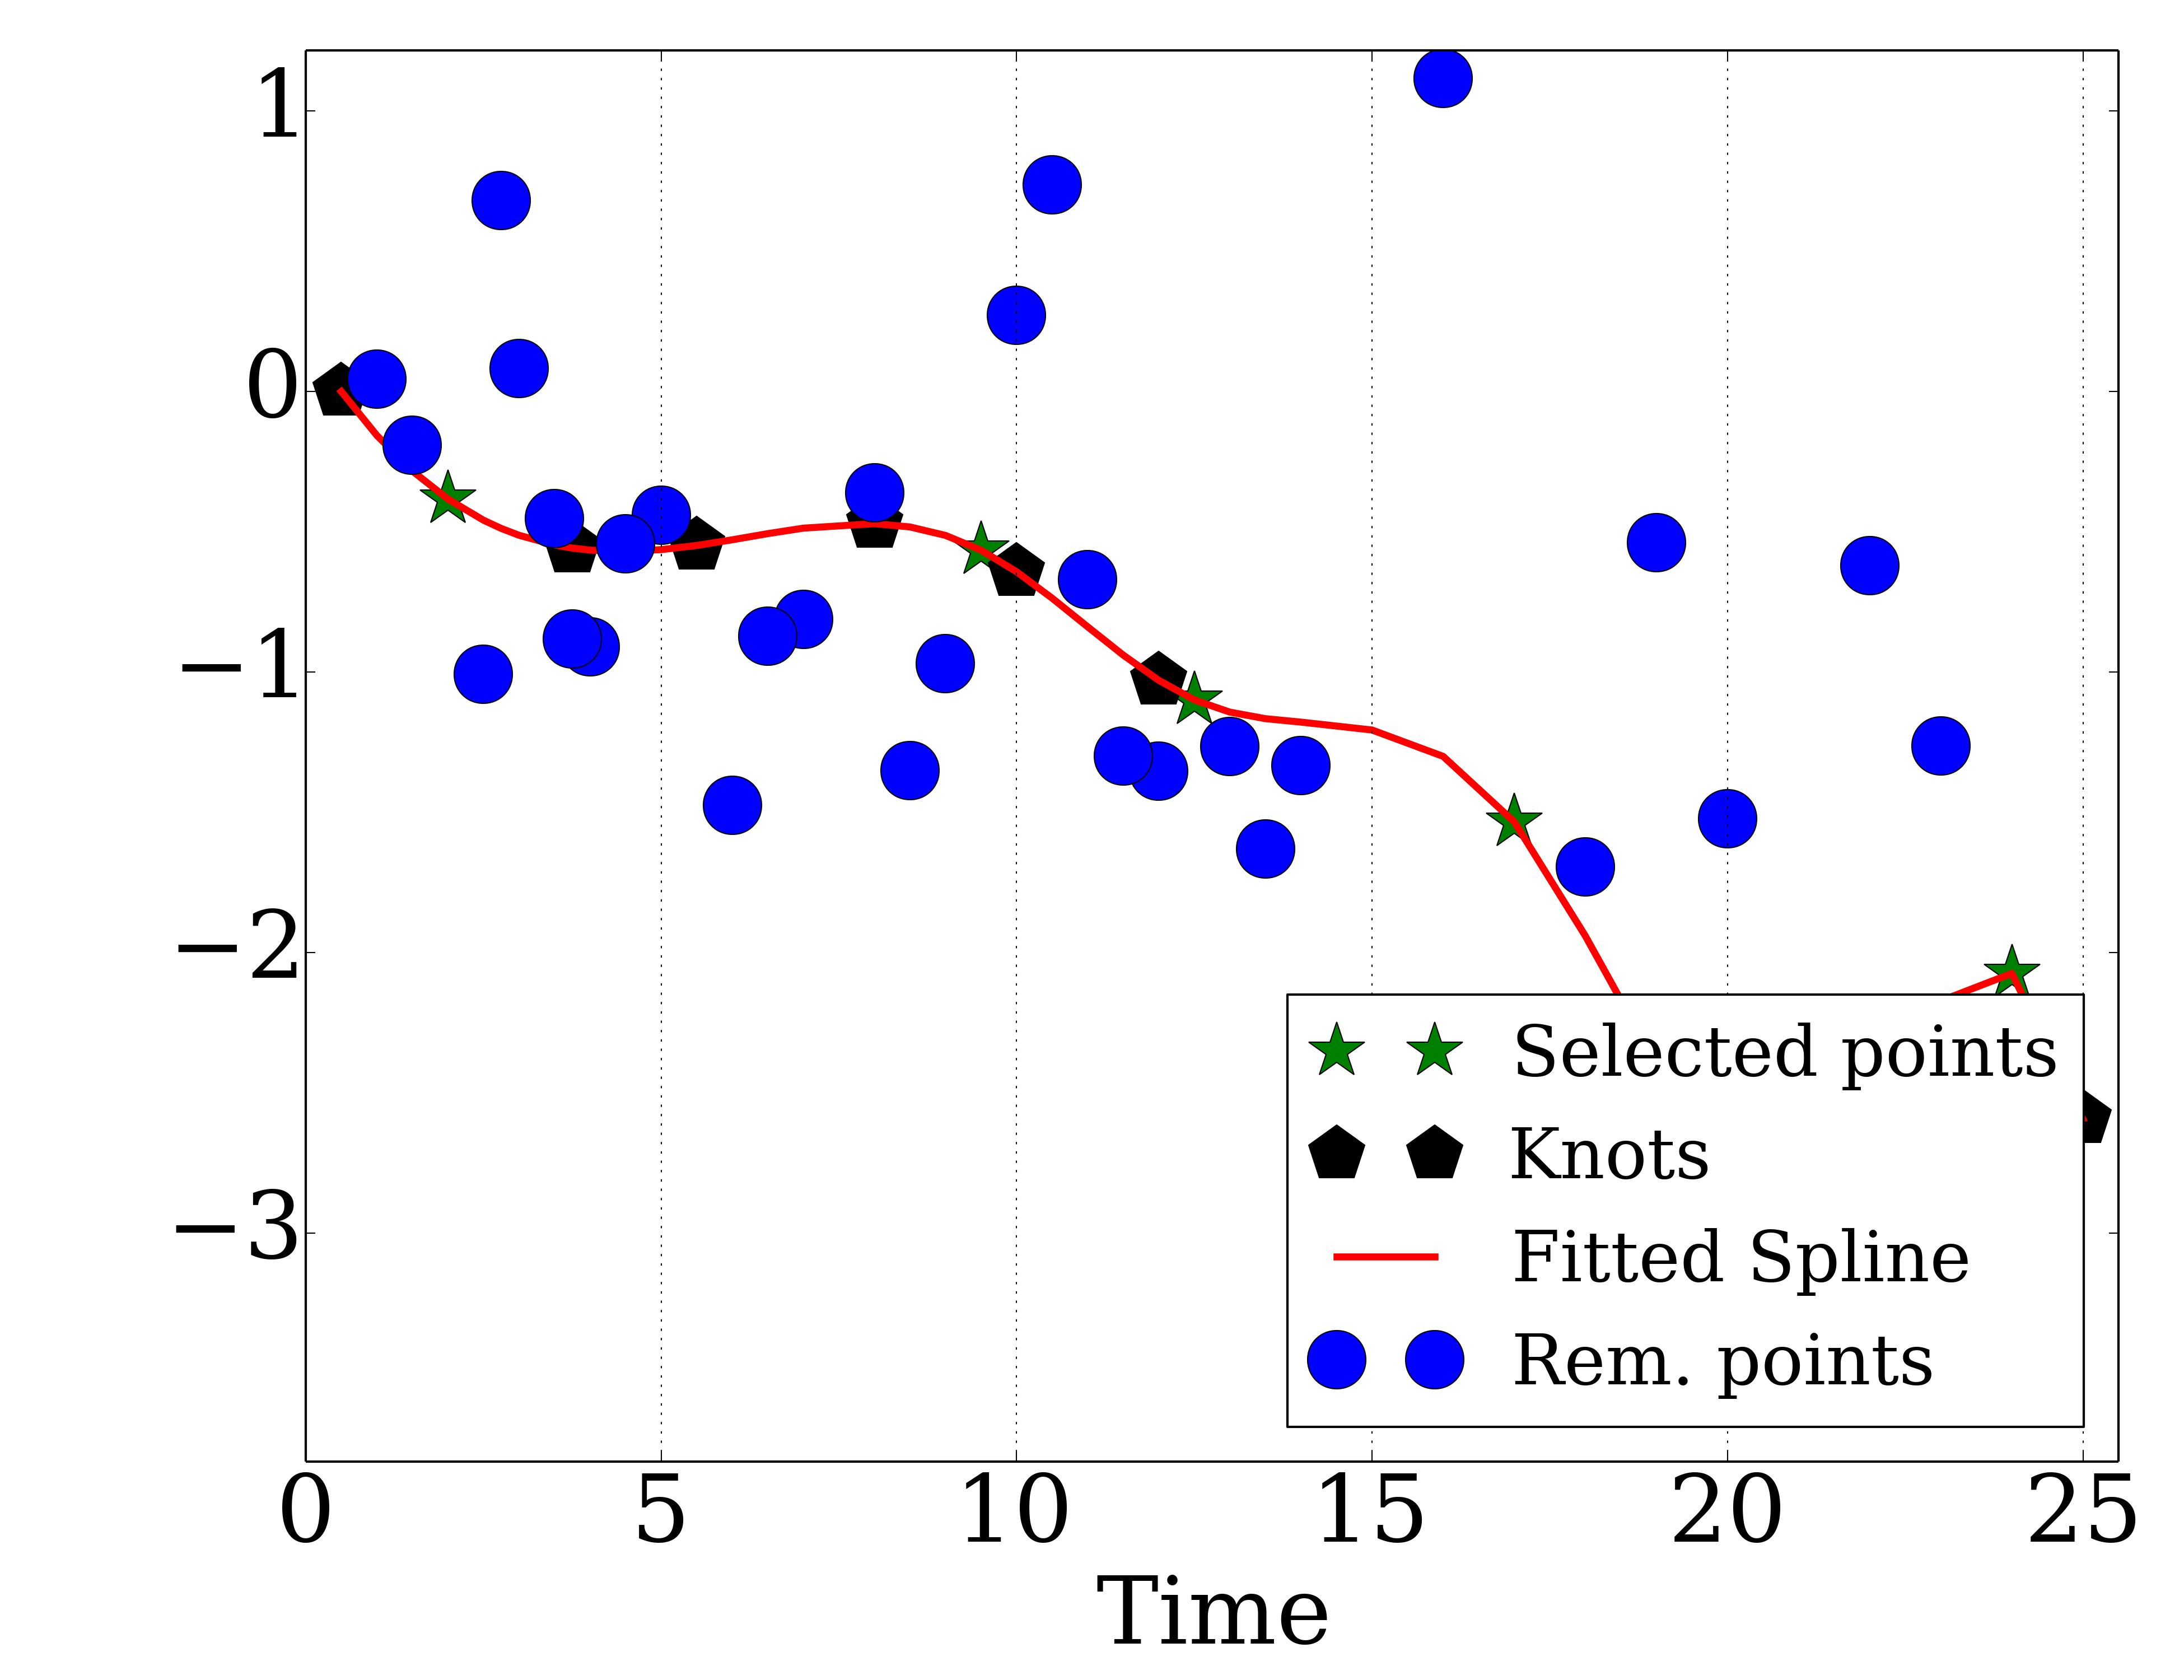 1
0
−1
−2
−3
Selected points
Knots
Fitted Spline
Rem. points
0 5 10 15 20 25
Time